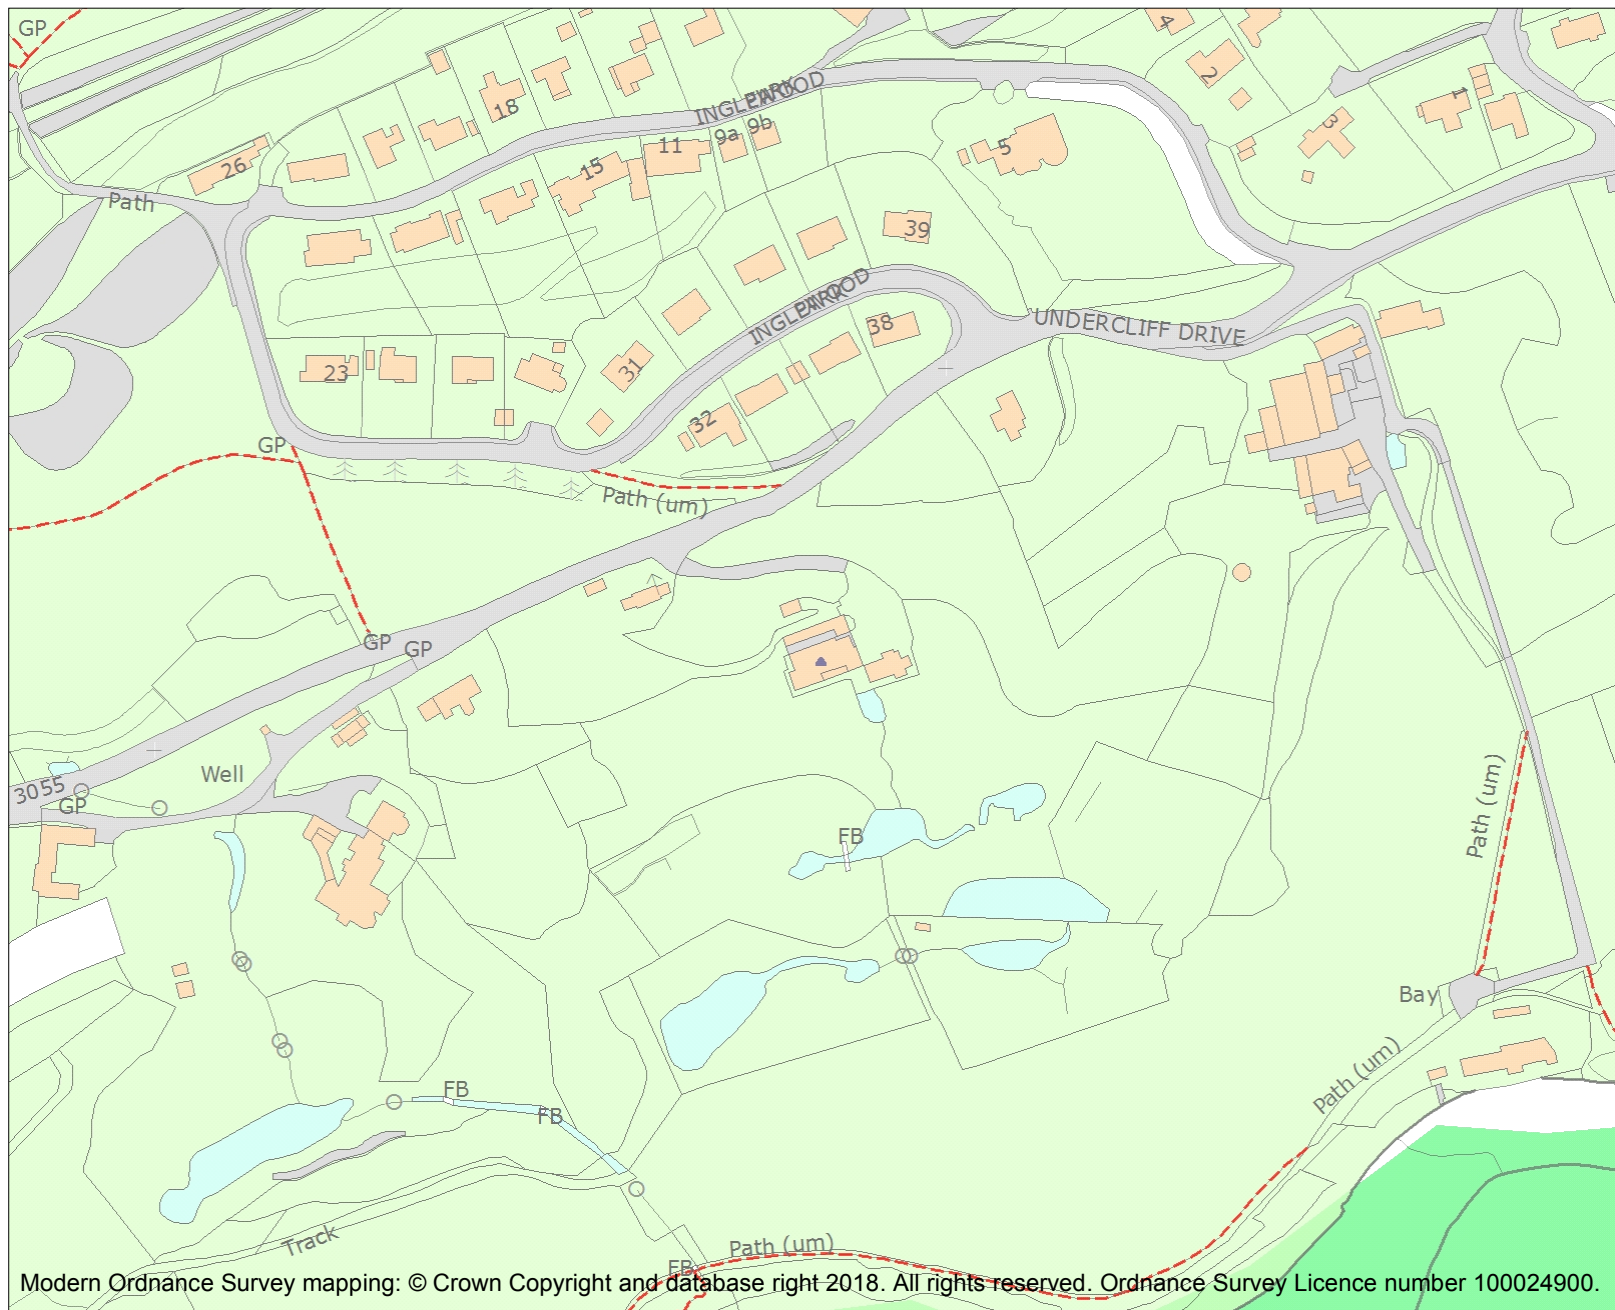 GP
4
2
INGLEWOOD
PARK
18
9a
9b
1
3
11
5
15
26
Path
39
INGLEWOOD
PARK
UNDERCLIFF DRIVE
38
31
23
32
GP
Path (um)
GP
GP
Well
3055
GP
FB
Path (um)
Bay
FB
FB
Path (um)
Track
Path (um)
FB
Modern Ordnance Survey mapping: © Crown Copyright and database right 2018. All rights reserved. Ordnance Survey Licence number 100024900.